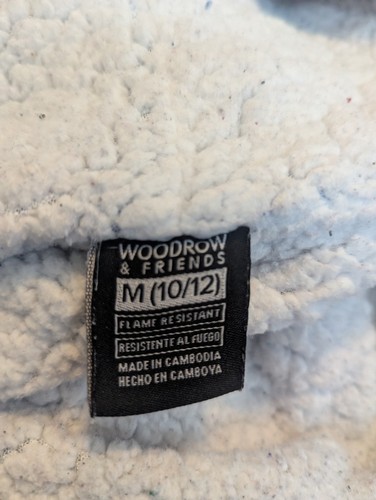 WOODROW
& FRIENDS
M (10/12)
FLAME RESISTANT
RESISTENTE AL FUEGO
MADE IN CAMBODIA
HECHO EN CAMBOYA